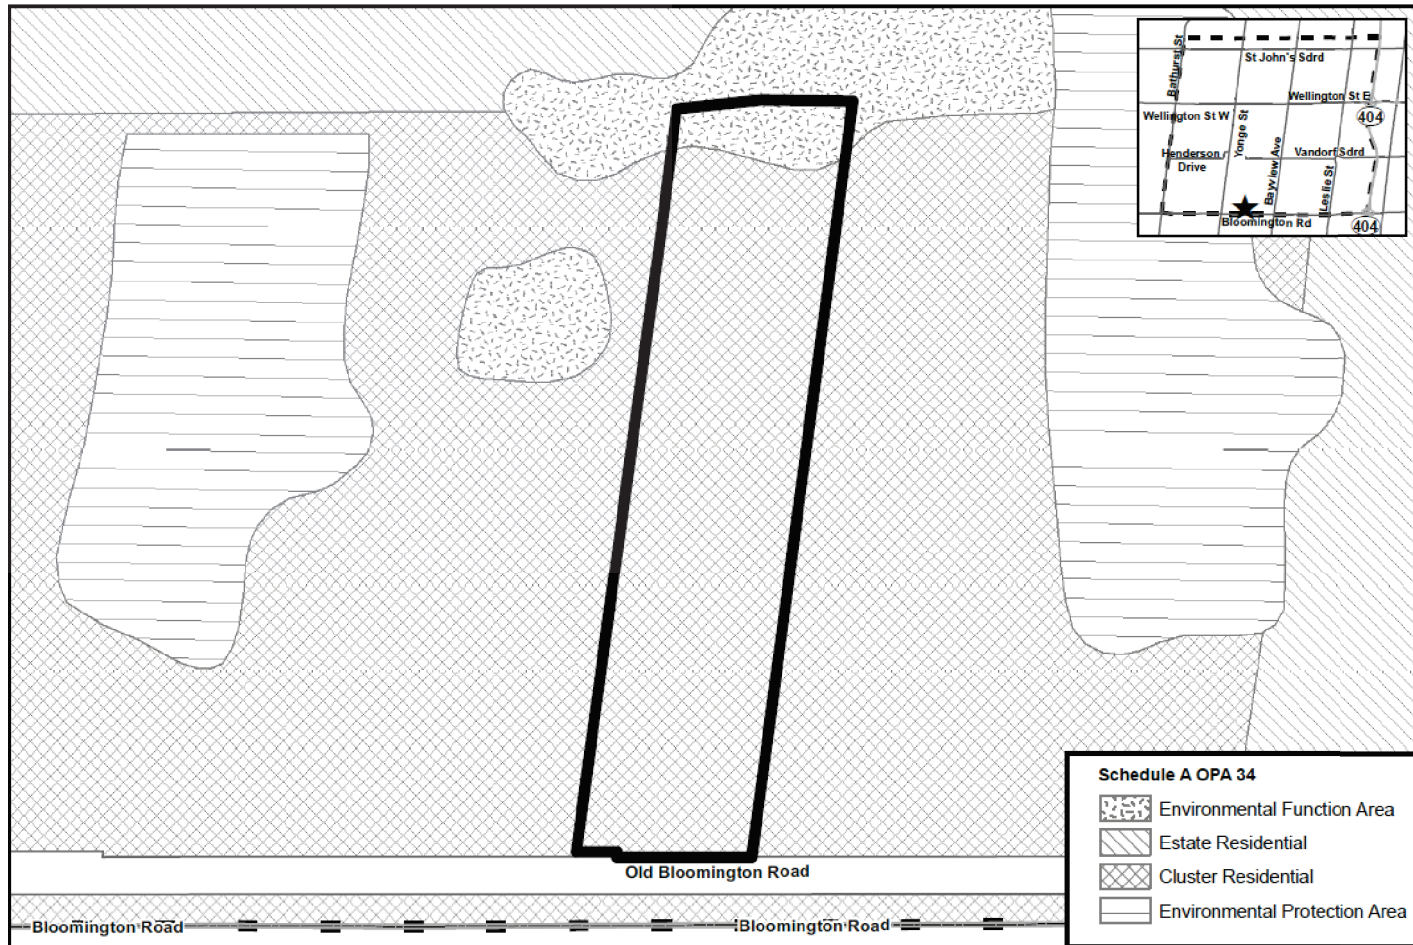 St John's Sdrd
Bathurst St
Wellington St E
404
Wellington St W
Yonge St
Henderson
Drive
Bayview Ave
Vandorf Sdrd
Leslie St
Bloomington Rd
404
Old Bloomington Road
Bloomington Road
Bloomington Road
Schedule A OPA 34
Environmental Function Area
Estate Residential
Cluster Residential
Environmental Protection Area